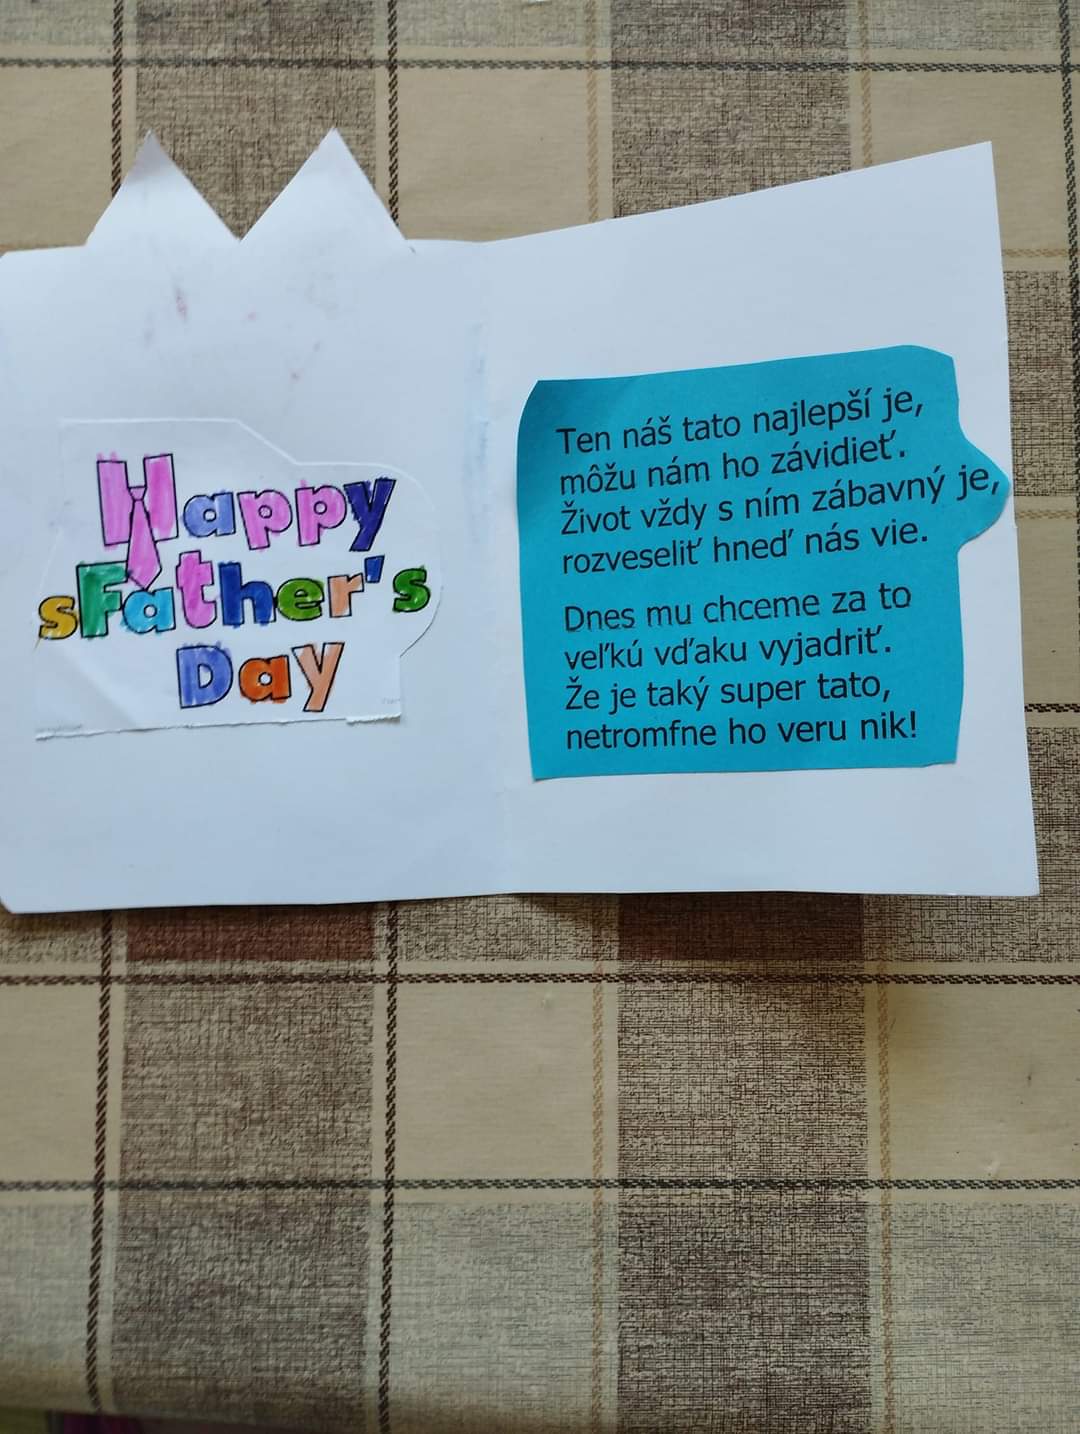 Happy
sFather's
Day
Ten náš tato najlepší je,
môžu nám ho závidieť.
Život vždy s ním zábavný je,
rozveseliť hneď nás vie.
Dnes mu chceme za to
veľkú vďaku vyjadriť.
Že je taký super tato,
netromfne ho veru nik!